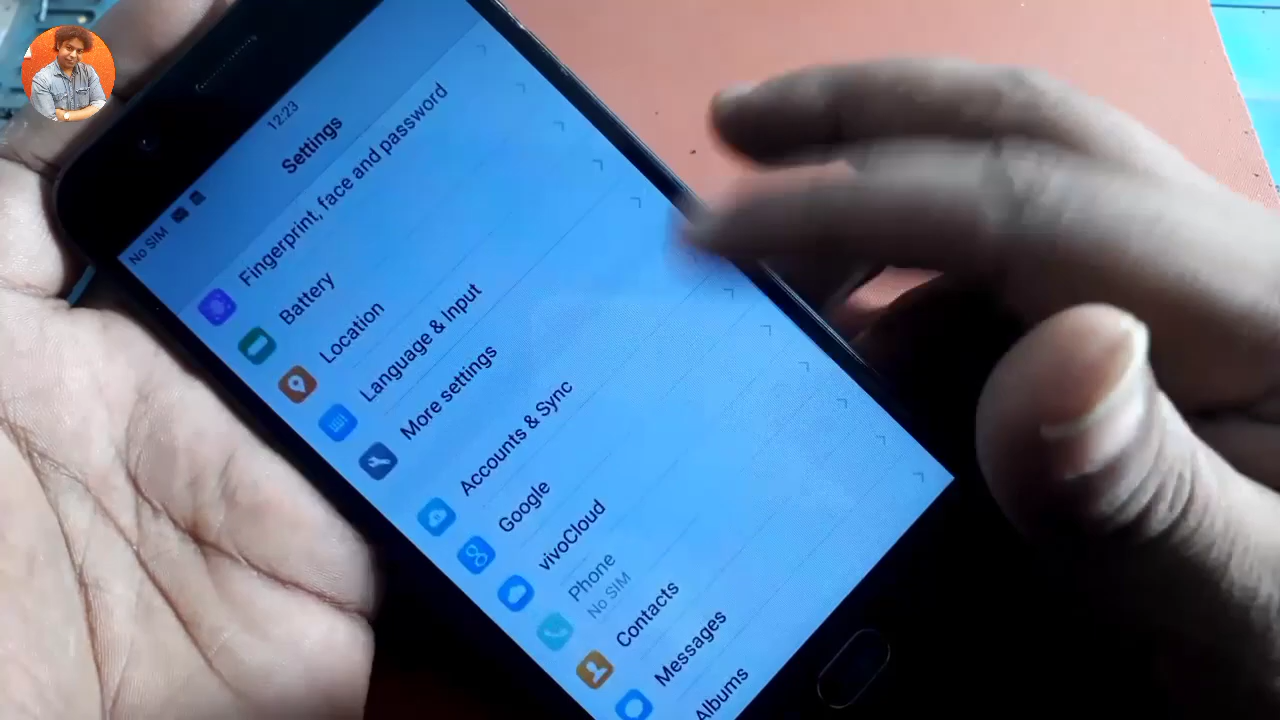 No SIM
12:23
Settings
Fingerprint, face and password
Battery
Location
Language & Input
More settings
Accounts & Sync
Google
vivoCloud
Phone
No SIM
Contacts
Messages
Albums